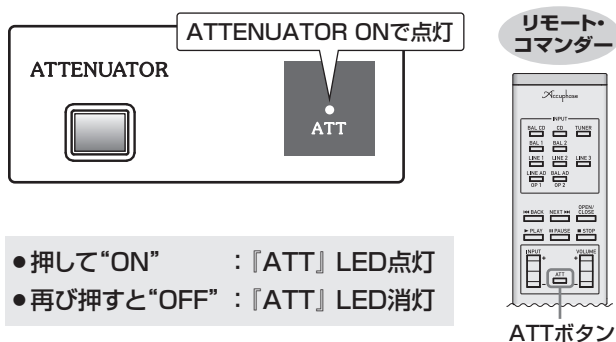 ATTENUATOR ONで点灯
ATTENUATOR
ATT
●押して“ON” :『ATT』LED点灯
●再び押すと“OFF” :『ATT』LED消灯
リモート・
コマンダー
Accuphase
INPUT
BAL CD CD TUNER
BAL 1 BAL 2
LINE 1 LINE 2 LINE 3
LINE AD BAL AD
OP 1 OP 2
OPEN/
⏮ BACK NEXT ⏭ CLOSE
▶ PLAY ⏸ PAUSE ■ STOP
INPUT VOLUME
+ +
ATT
- -
ATTボタン